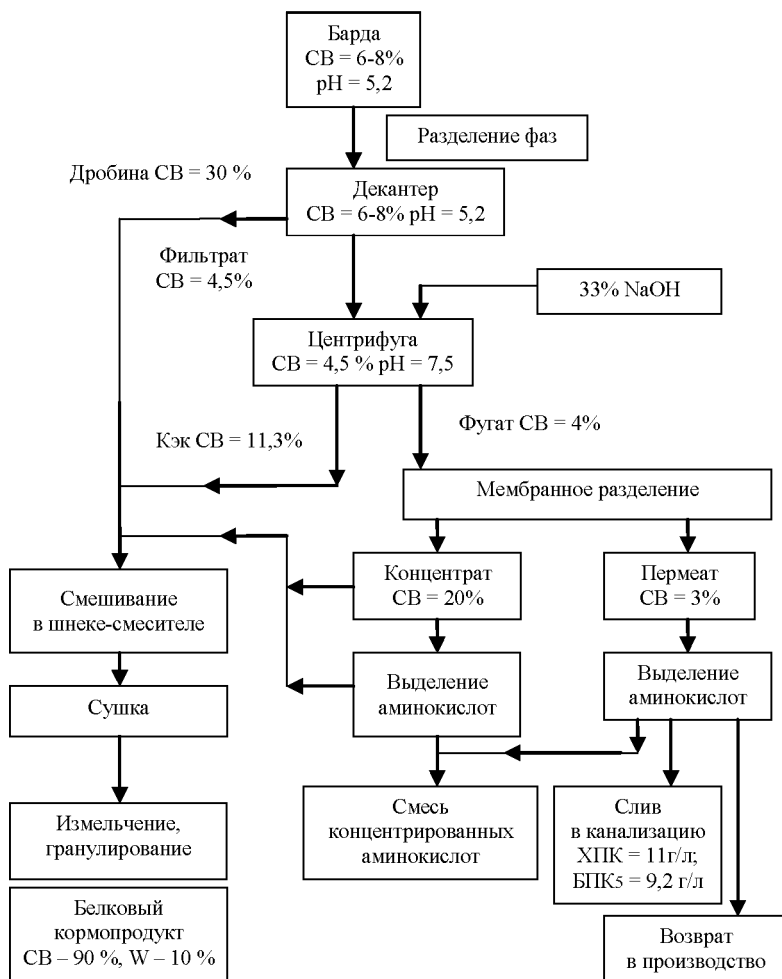 Барда
СВ = 6-8%
рН = 5,2
Разделение фаз
Дробина СВ = 30 %
Декантер
СВ = 6-8% рН = 5,2
Фильтрат
СВ = 4,5%
33% NaOH
Центрифуга
СВ = 4,5 % рН = 7,5
Кэк СВ = 11,3%
Фугат СВ = 4%
Мембранное разделение
Концентрат
СВ = 20%
Пермеат
СВ = 3%
Смешивание
в шнеке-смесителе
Выделение
аминокислот
Выделение
аминокислот
Сушка
Измельчение,
гранулирование
Смесь
концентрированных
аминокислот
Слив
в канализацию
ХПК = 11г/л;
БПК5 = 9,2 г/л
Белковый
кормопродукт
СВ – 90 %, W – 10 %
Возврат
в производство